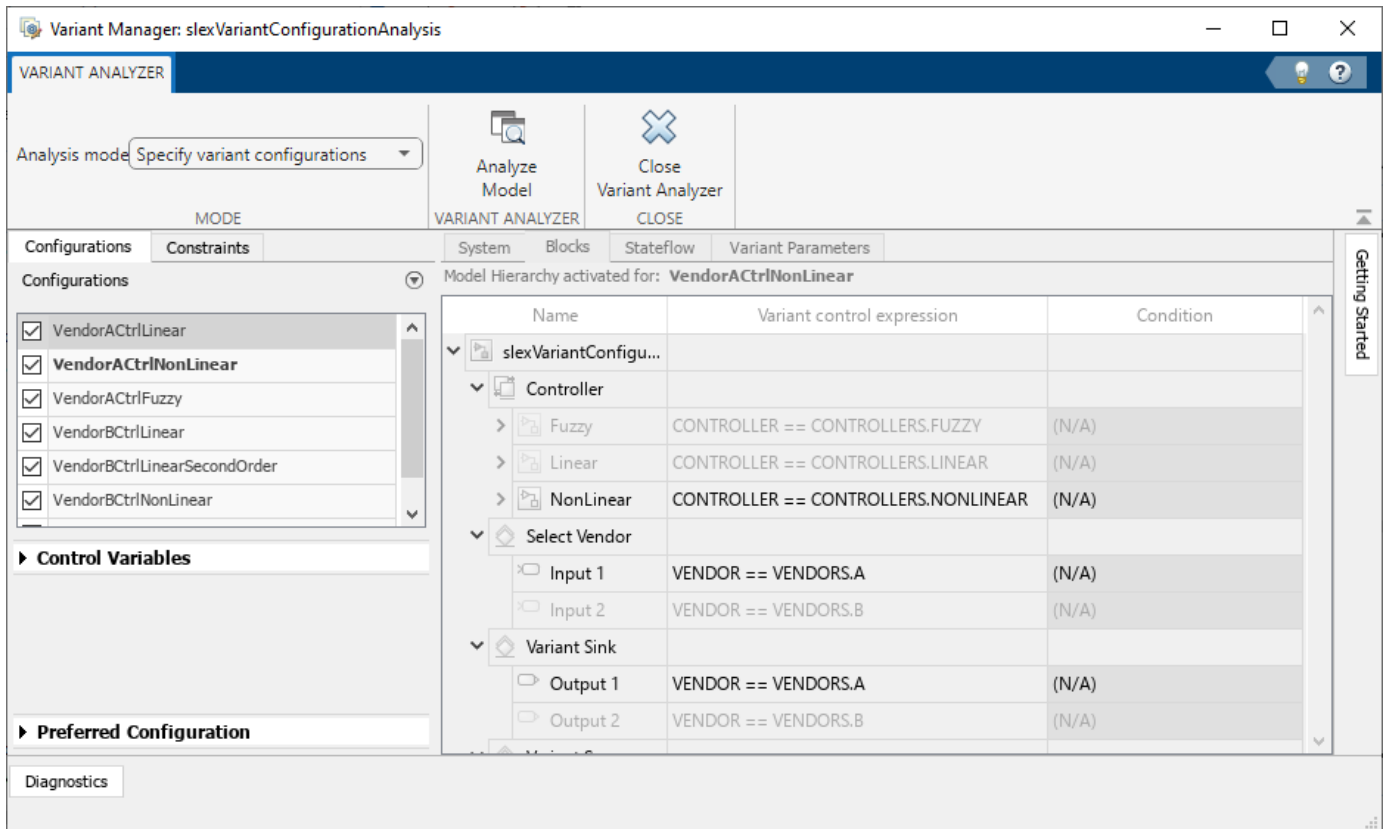 Variant Manager: slexVariantConfigurationAnalysis
VARIANT ANALYZER
Analysis mode Specify variant configurations
Analyze
Model
Close
Variant Analyzer
MODE
VARIANT ANALYZER
CLOSE
Configurations
Constraints
Configurations
VendorACtrlLinear
VendorACtrlNonLinear
VendorACtrlFuzzy
VendorBCtrlLinear
VendorBCtrlLinearSecondOrder
VendorBCtrlNonLinear
Control Variables
Preferred Configuration
System
Blocks
Stateflow
Variant Parameters
Model Hierarchy activated for: VendorACtrlNonLinear
Name Variant control expression Condition
slexVariantConfigu...
Controller
Fuzzy CONTROLLER == CONTROLLERS.FUZZY (N/A)
Linear CONTROLLER == CONTROLLERS.LINEAR (N/A)
NonLinear CONTROLLER == CONTROLLERS.NONLINEAR (N/A)
Select Vendor
Input 1 VENDOR == VENDORS.A (N/A)
Input 2 VENDOR == VENDORS.B (N/A)
Variant Sink
Output 1 VENDOR == VENDORS.A (N/A)
Output 2 VENDOR == VENDORS.B (N/A)
Getting Started
Diagnostics